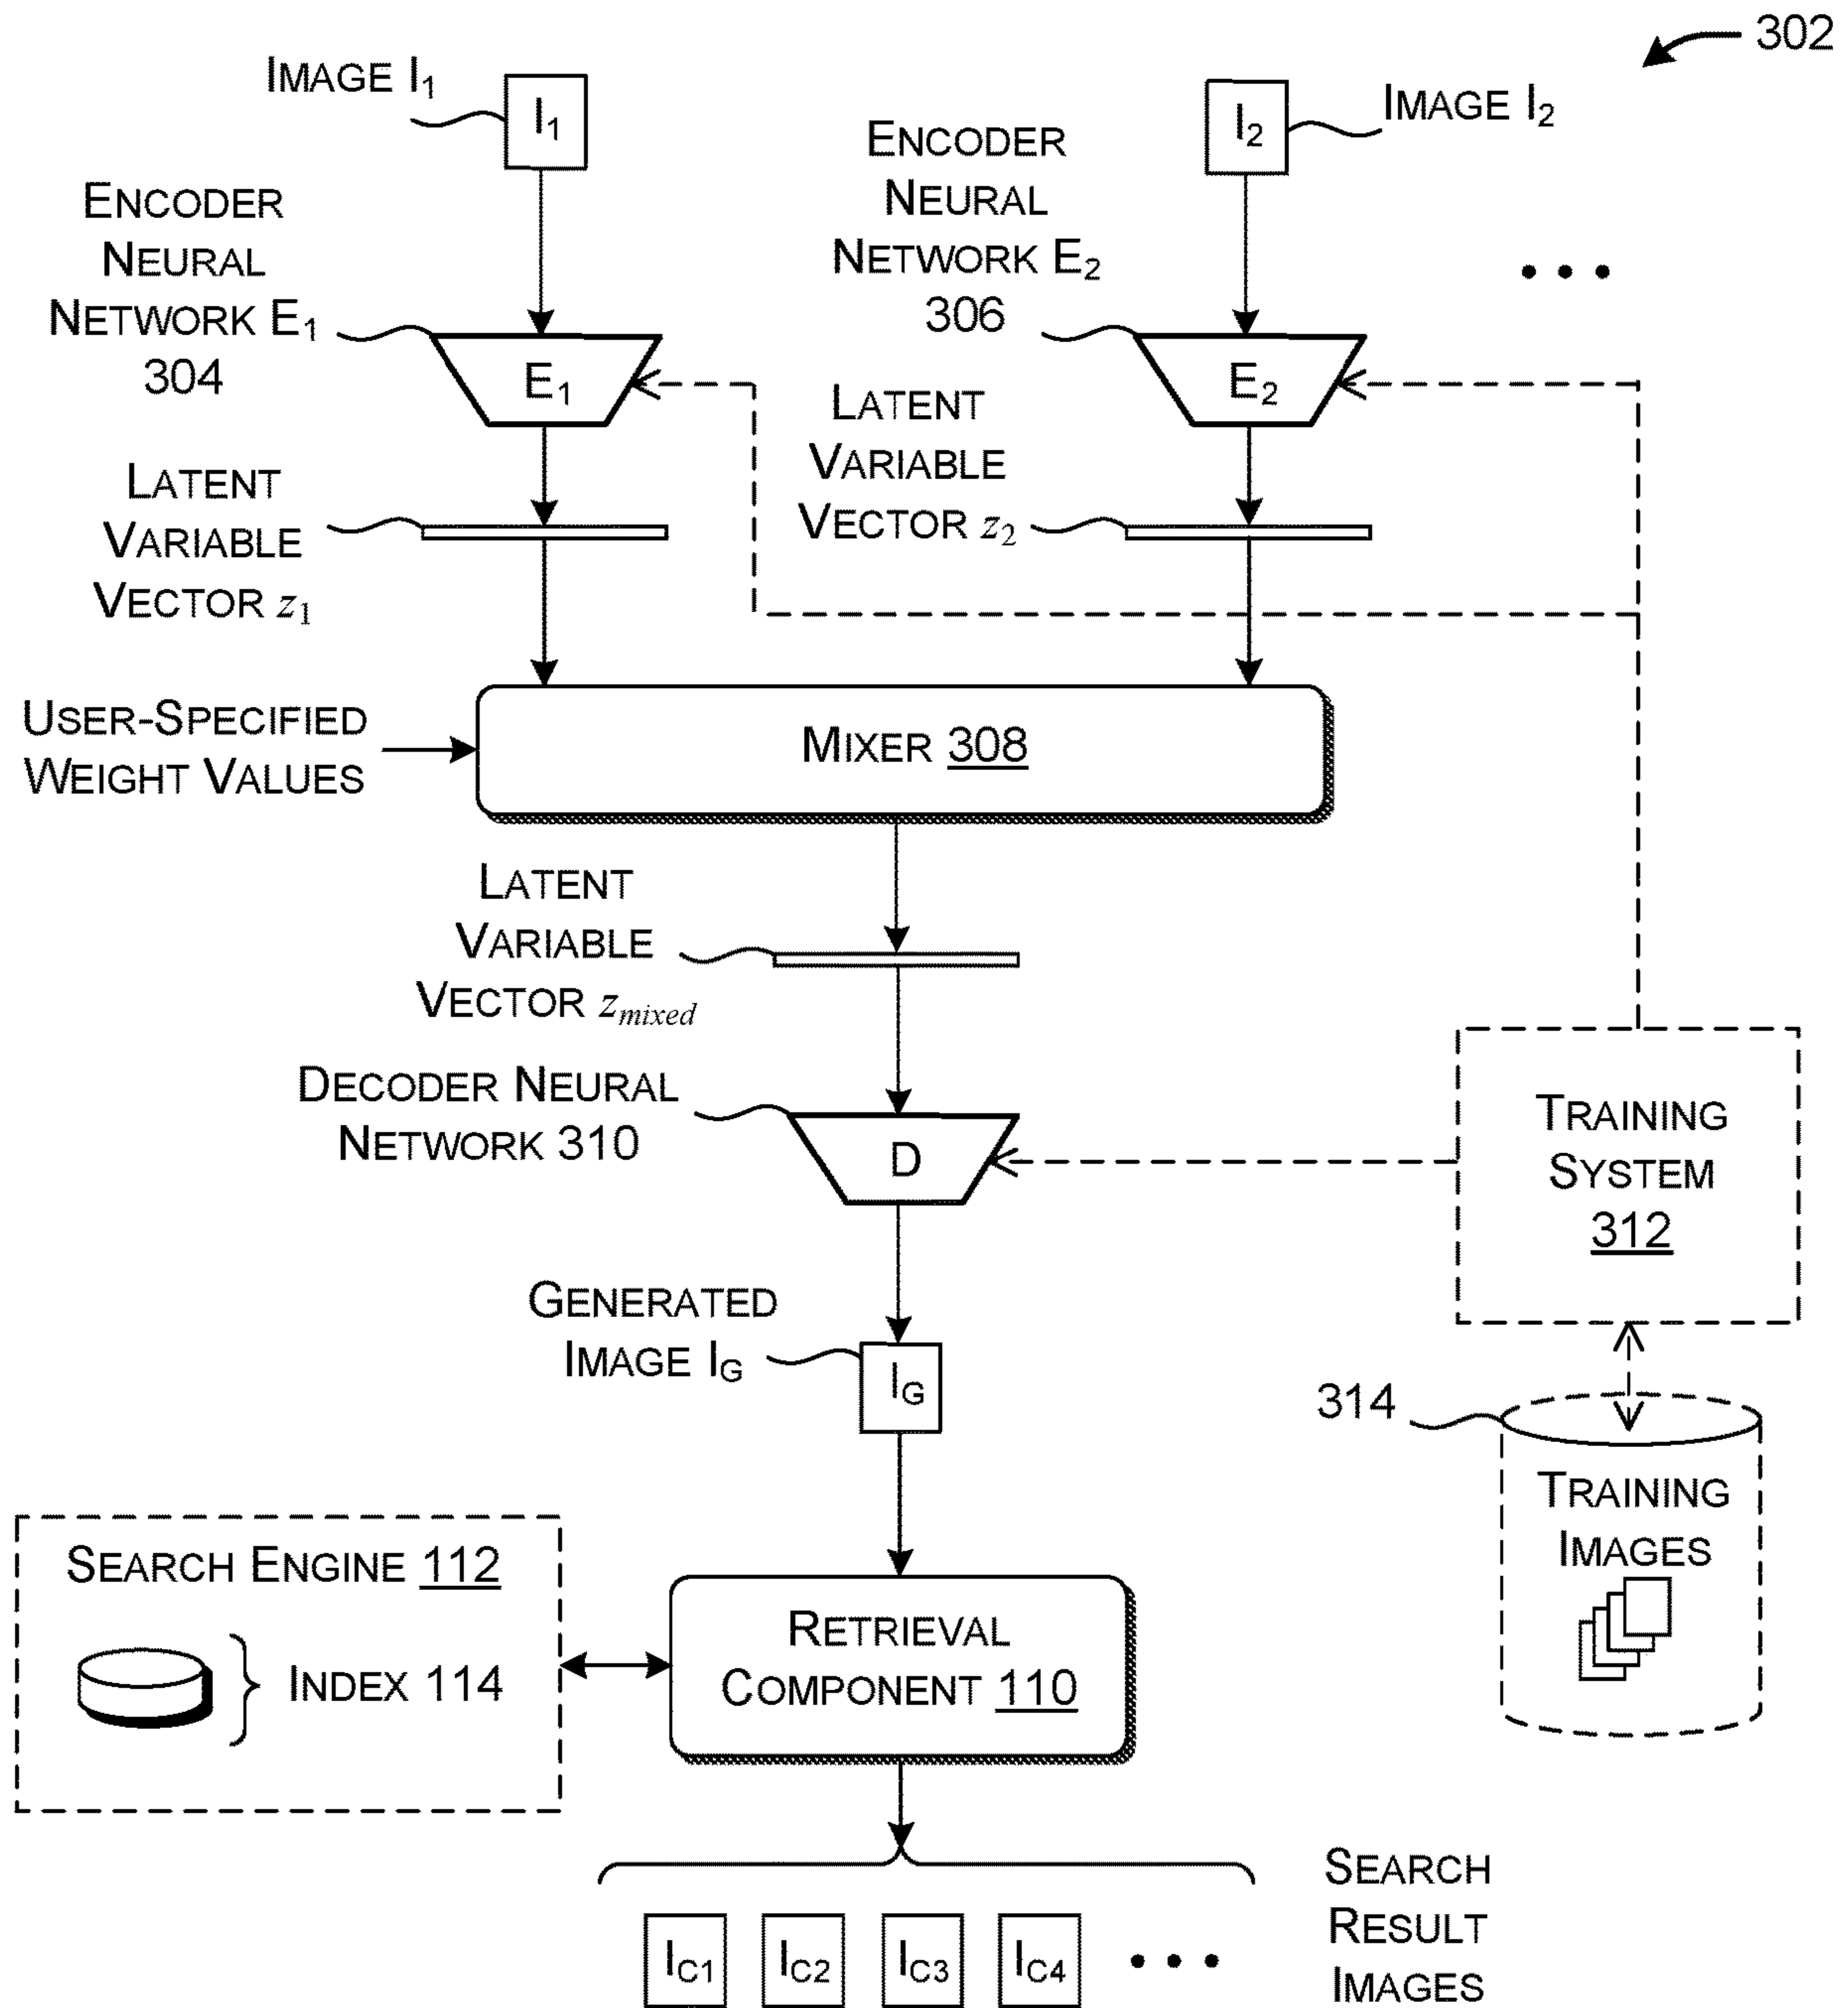 302
IMAGE I1
I1
I2
IMAGE I2
ENCODER
NEURAL
NETWORK E1
304
ENCODER
NEURAL
NETWORK E2
306
• • •
E1
E2
LATENT
VARIABLE
VECTOR z1
LATENT
VARIABLE
VECTOR z2
USER-SPECIFIED
WEIGHT VALUES
MIXER 308
LATENT
VARIABLE
VECTOR zmixed
DECODER NEURAL
NETWORK 310
D
TRAINING
SYSTEM
312
GENERATED
IMAGE IG
IG
314
TRAINING
IMAGES
SEARCH ENGINE 112
INDEX 114
RETRIEVAL
COMPONENT 110
IC1 IC2 IC3 IC4 • • •
SEARCH
RESULT
IMAGES